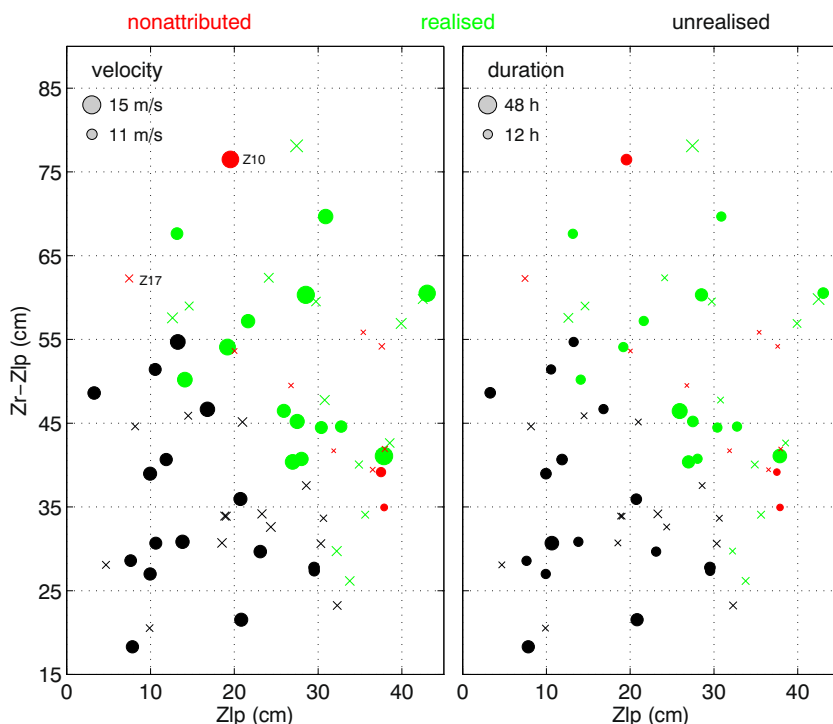 nonattributed realised unrealised
velocity
15 m/s
11 m/s
Z10
Z17
85
75
65
55
45
35
25
15
Zr−Zlp (cm)
0 10 20 30 40
Zlp (cm)
duration
48 h
12 h
0 10 20 30 40
Zlp (cm)